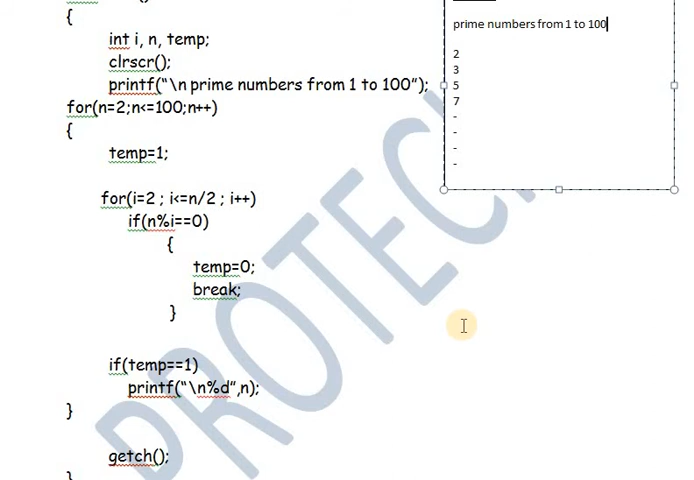 {
int i, n, temp;
clrscr();
printf(“\n prime numbers from 1 to 100”);
for(n=2;n<=100;n++)
{
temp=1;
for(i=2 ; i<=n/2 ; i++)
if(n%i==0)
{
temp=0;
break;
}
if(temp==1)
printf(“\n%d”,n);
}
getch();
}
prime numbers from 1 to 100
2
3
5
7
-
-
-
-
PROTECH